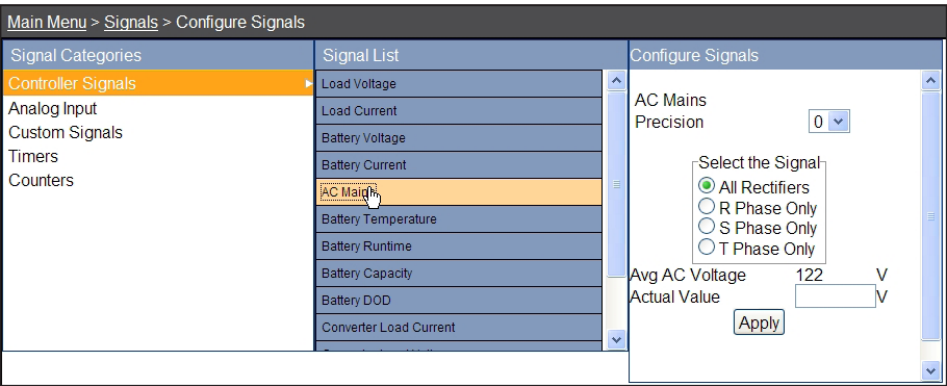 Main Menu > Signals > Configure Signals
Signal Categories
Controller Signals
Analog Input
Custom Signals
Timers
Counters
Signal List
Load Voltage
Load Current
Battery Voltage
Battery Current
AC Mains
Battery Temperature
Battery Runtime
Battery Capacity
Battery DOD
Converter Load Current
Configure Signals
AC Mains
Precision 0
Select the Signal
All Rectifiers
R Phase Only
S Phase Only
T Phase Only
Avg AC Voltage 122 V
Actual Value V
Apply